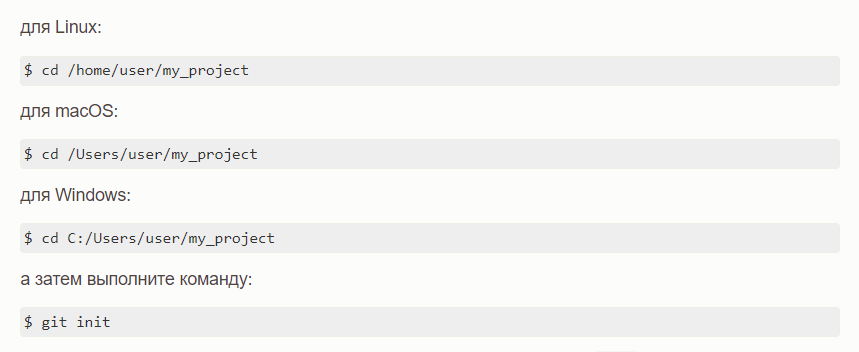 для Linux:
$ cd /home/user/my_project
для macOS:
$ cd /Users/user/my_project
для Windows:
$ cd C:/Users/user/my_project
а затем выполните команду:
$ git init